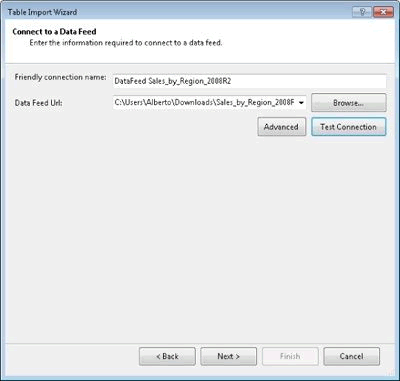 Table Import Wizard
Connect to a Data Feed
Enter the information required to connect to a data feed.
Friendly connection name: DataFeed Sales_by_Region_2008R2
Data Feed Url: C:\Users\Alberto\Downloads\Sales_by_Region_2008F Browse...
Advanced Test Connection
< Back Next > Finish Cancel